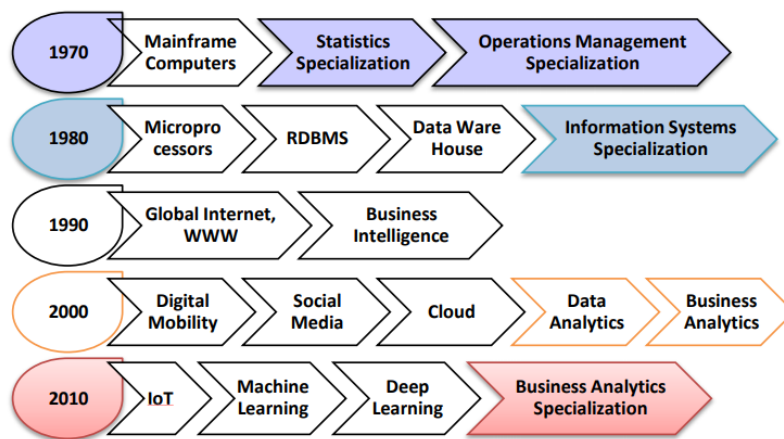 1970
Mainframe
Computers
Statistics
Specialization
Operations Management
Specialization
1980
Micropro
cessors
RDBMS
Data Ware
House
Information Systems
Specialization
1990
Global Internet,
WWW
Business
Intelligence
2000
Digital
Mobility
Social
Media
Cloud
Data
Analytics
Business
Analytics
2010
IoT
Machine
Learning
Deep
Learning
Business Analytics
Specialization